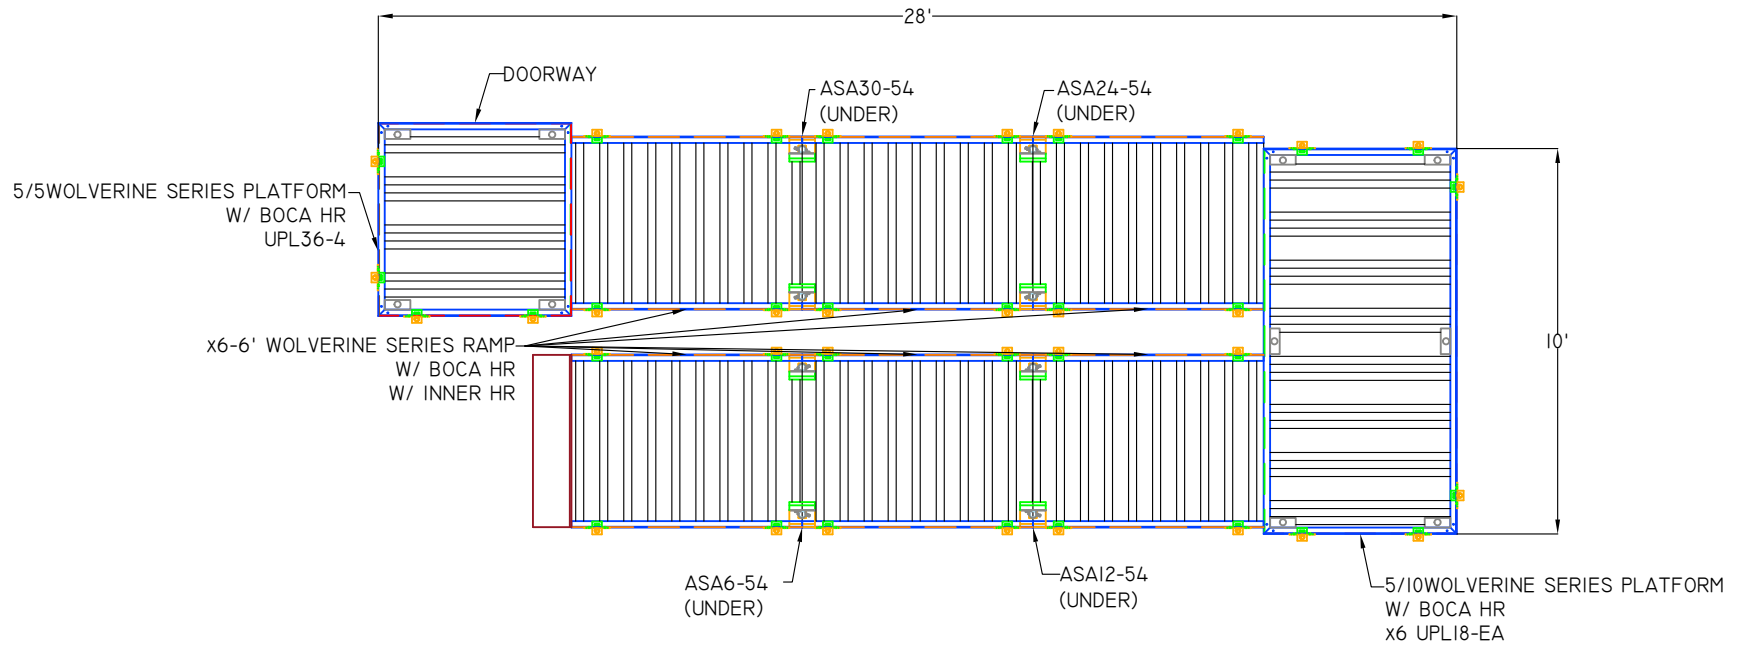 28'
DOORWAY
ASA30-54
(UNDER)
ASA24-54
(UNDER)
5/5WOLVERINE SERIES PLATFORM
W/ BOCA HR
UPL36-4
x6-6' WOLVERINE SERIES RAMP
W/ BOCA HR
W/ INNER HR
10'
ASA6-54
(UNDER)
ASA12-54
(UNDER)
5/10WOLVERINE SERIES PLATFORM
W/ BOCA HR
x6 UPL18-EA